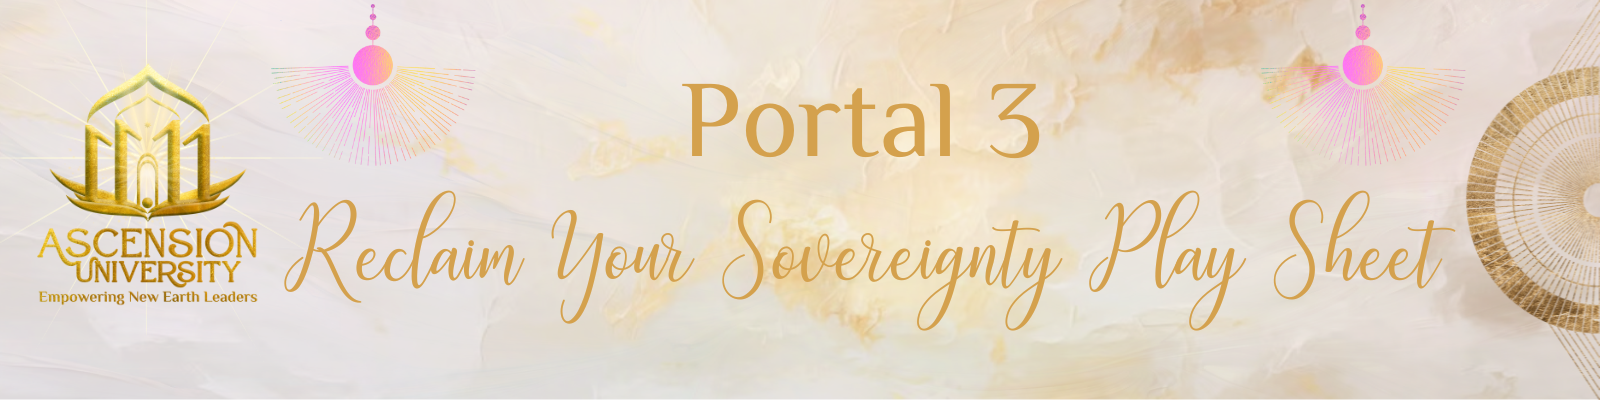 Portal 3
Reclaim Your Sovereignty Play Sheet
ASCENSION
UNIVERSITY
Empowering New Earth Leaders